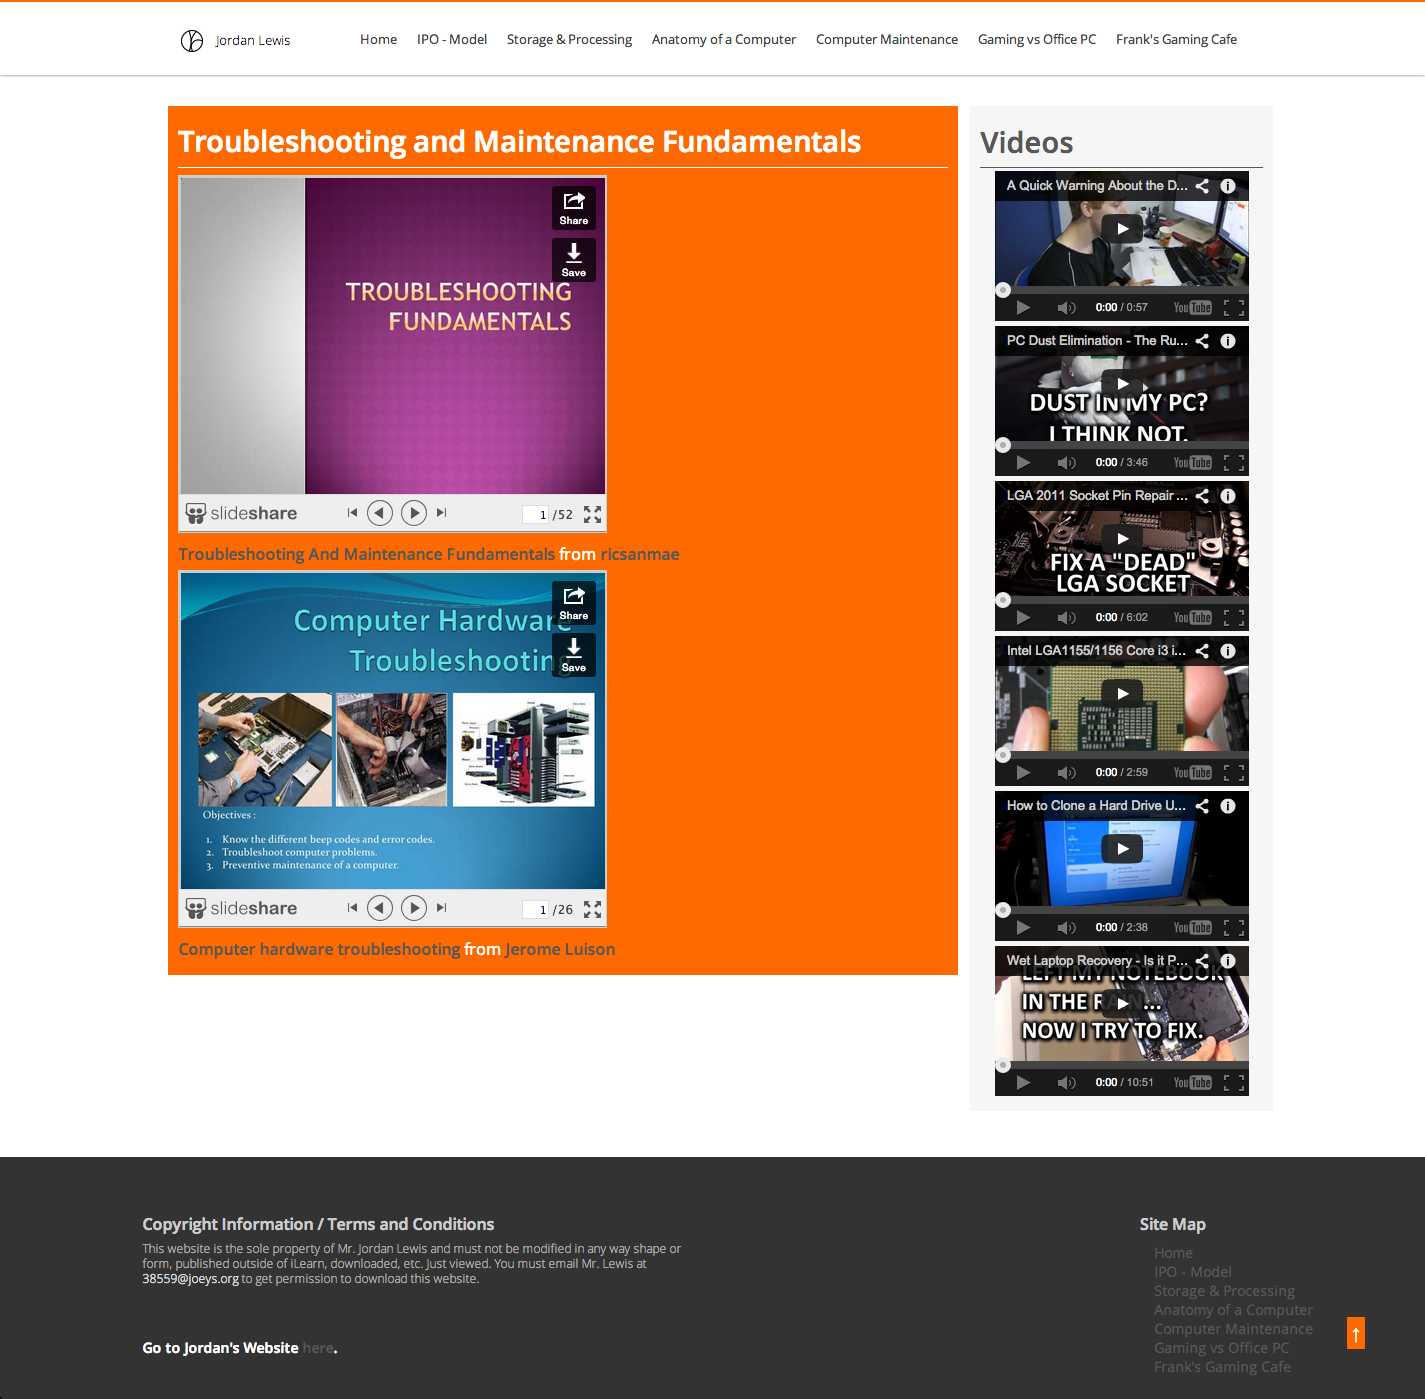 Jordan Lewis
Home IPO - Model Storage & Processing Anatomy of a Computer Computer Maintenance Gaming vs Office PC Frank's Gaming Cafe
Troubleshooting and Maintenance Fundamentals
Share
Save
TROUBLESHOOTING
FUNDAMENTALS
slideshare 1 /52
Troubleshooting And Maintenance Fundamentals from ricsanmae
Share
Computer Hardware
Troubleshooting
Save
Objectives :
1. Know the different beep codes and error codes.
2. Troubleshoot computer problems.
3. Preventive maintenance of a computer.
slideshare 1 /26
Computer hardware troubleshooting from Jerome Luison
Videos
A Quick Warning About the D...
0:00 / 0:57 YouTube
PC Dust Elimination - The Ru...
DUST IN MY PC?
I THINK NOT.
0:00 / 3:46 YouTube
LGA 2011 Socket Pin Repair ...
FIX A "DEAD"
LGA SOCKET
0:00 / 6:02 YouTube
Intel LGA1155/1156 Core i3 i...
0:00 / 2:59 YouTube
How to Clone a Hard Drive U...
0:00 / 2:38 YouTube
Wet Laptop Recovery - Is it P...
LEFT MY NOTEBOOK
IN THE RAIN...
NOW I TRY TO FIX.
0:00 / 10:51 YouTube
Copyright Information / Terms and Conditions
This website is the sole property of Mr. Jordan Lewis and must not be modified in any way shape or
form, published outside of iLearn, downloaded, etc. Just viewed. You must email Mr. Lewis at
38559@joeys.org to get permission to download this website.
Go to Jordan's Website here.
Site Map
Home
IPO - Model
Storage & Processing
Anatomy of a Computer
Computer Maintenance
Gaming vs Office PC
Frank's Gaming Cafe
↑